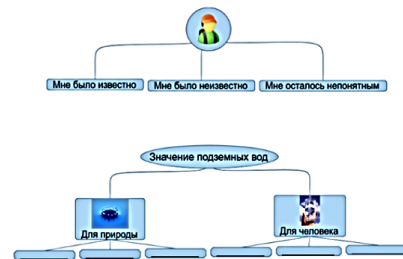 Мне было известно
Мне было неизвестно
Мне осталось непонятным
Значение подземных вод
Для природы
Для человека